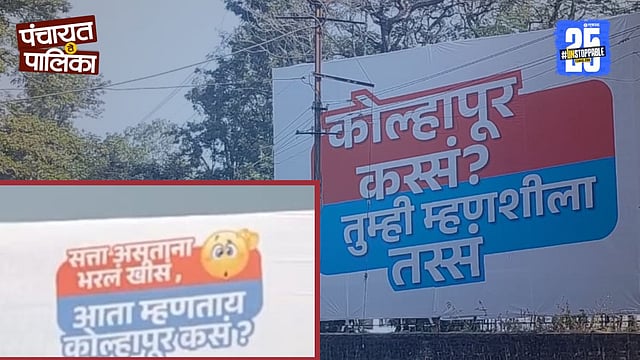 पंचायत
ते
पालिका
25
#UNSTOPPABLE
कोल्हापूर
कस्सं?
तुम्ही म्हणशीला
तस्सं
सत्ता असताना
भरलं खीसं,
आता म्हणताय
कोल्हापूर कसं?